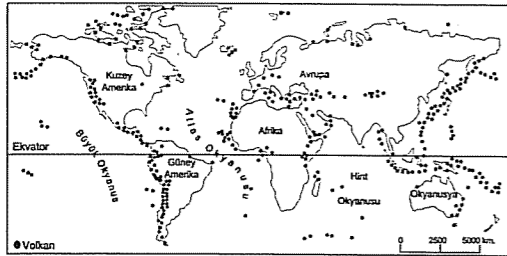 Kuzey
Amerika
Avrupa
Atlas Okyanusu
Afrika
Ekvator
Büyük Okyanus
Güney
Amerika
Hint
Okyanusu
Okyanusya
Volkan
0 2500 5000 km.